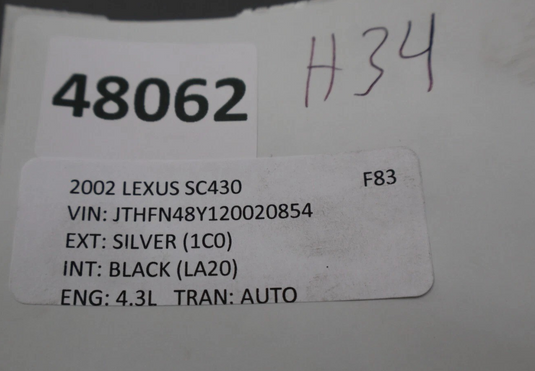 H34
48062
2002 LEXUS SC430 F83
VIN: JTHFN48Y120020854
EXT: SILVER (1C0)
INT: BLACK (LA20)
ENG: 4.3L TRAN: AUTO